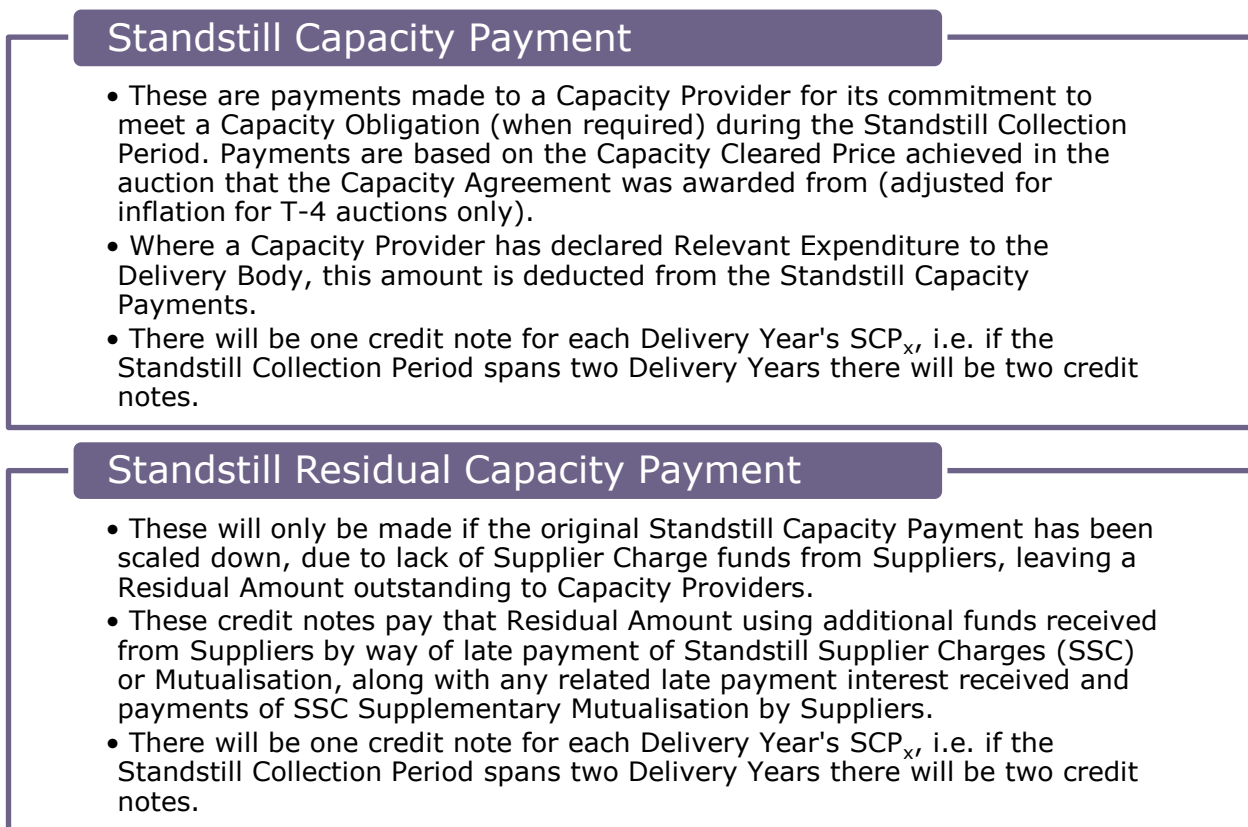 Standstill Capacity Payment
• These are payments made to a Capacity Provider for its commitment to
meet a Capacity Obligation (when required) during the Standstill Collection
Period. Payments are based on the Capacity Cleared Price achieved in the
auction that the Capacity Agreement was awarded from (adjusted for
inflation for T-4 auctions only).
• Where a Capacity Provider has declared Relevant Expenditure to the
Delivery Body, this amount is deducted from the Standstill Capacity
Payments.
• There will be one credit note for each Delivery Year's SCPₓ, i.e. if the
Standstill Collection Period spans two Delivery Years there will be two credit
notes.
Standstill Residual Capacity Payment
• These will only be made if the original Standstill Capacity Payment has been
scaled down, due to lack of Supplier Charge funds from Suppliers, leaving a
Residual Amount outstanding to Capacity Providers.
• These credit notes pay that Residual Amount using additional funds received
from Suppliers by way of late payment of Standstill Supplier Charges (SSC)
or Mutualisation, along with any related late payment interest received and
payments of SSC Supplementary Mutualisation by Suppliers.
• There will be one credit note for each Delivery Year's SCPₓ, i.e. if the
Standstill Collection Period spans two Delivery Years there will be two credit
notes.